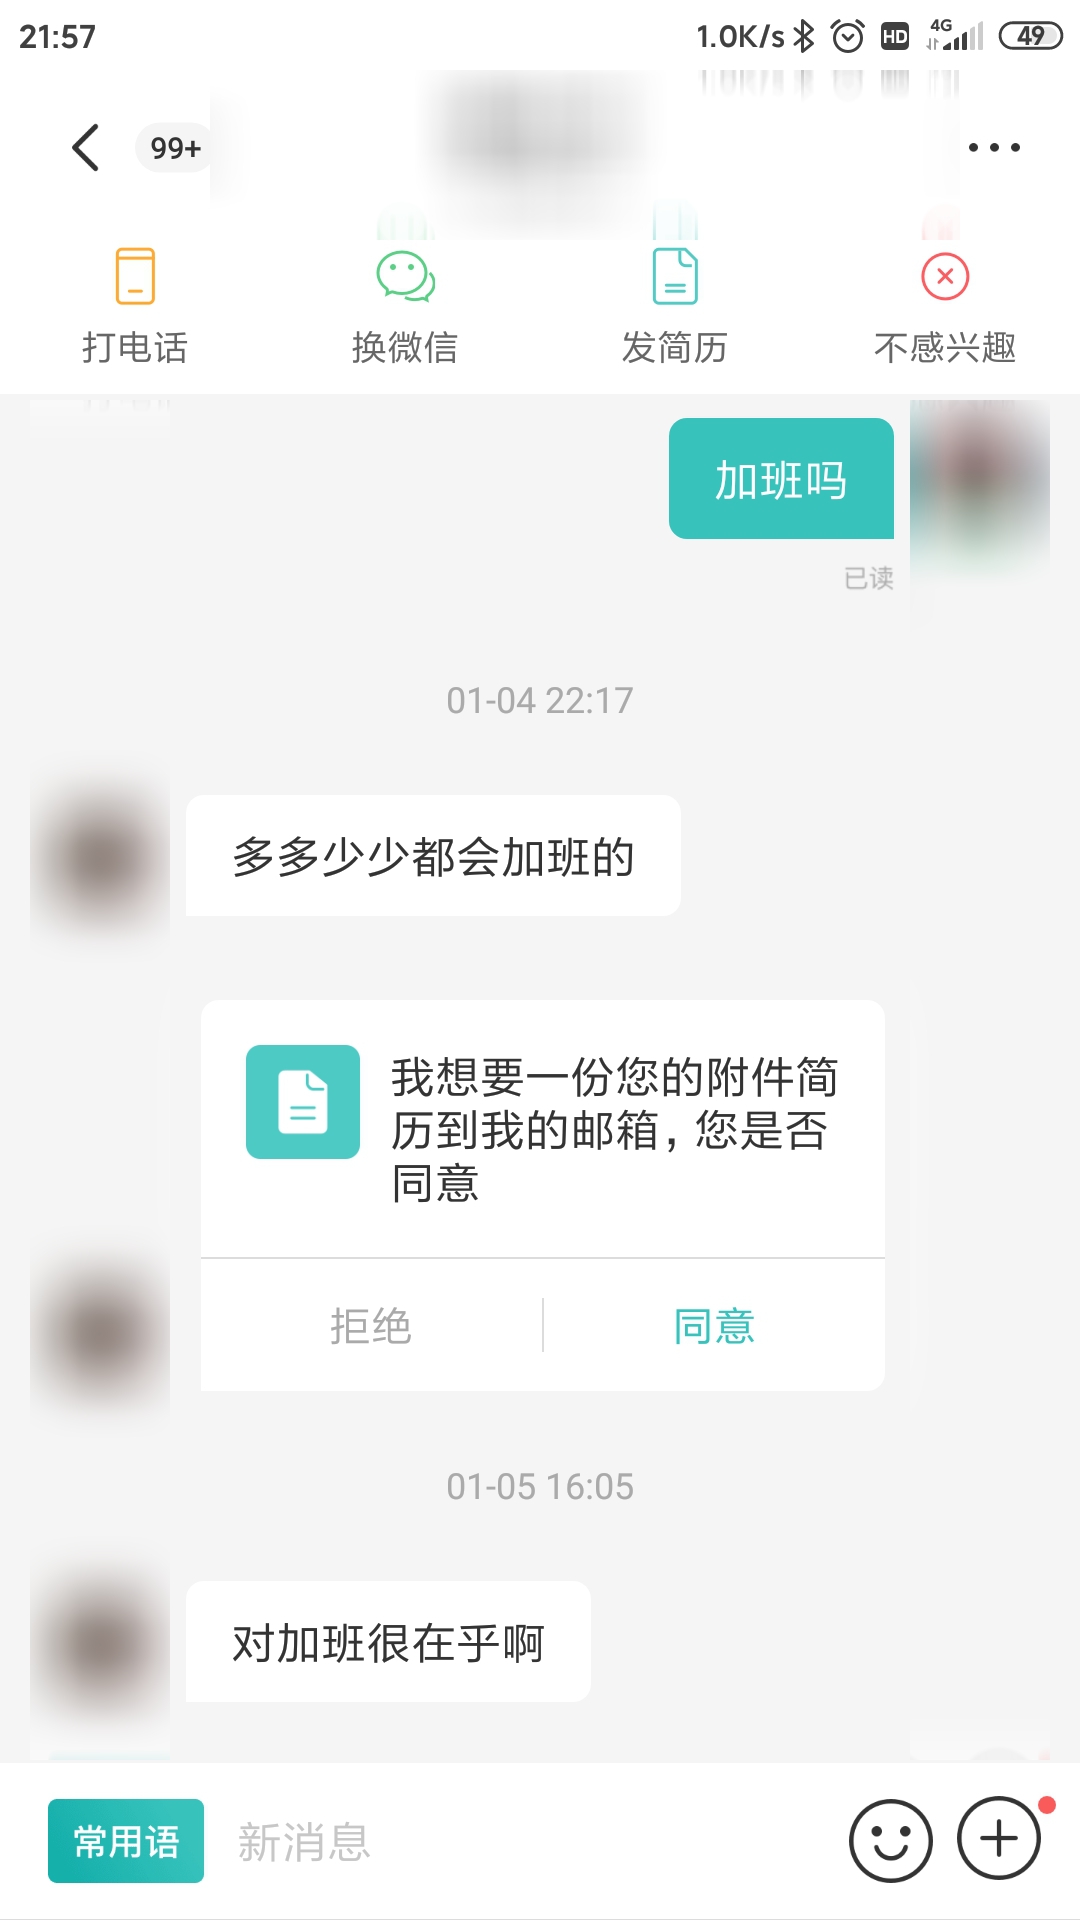 21:57 1.0K/s HD 4G 49
99+
打电话 换微信 发简历 不感兴趣
加班吗
已读
01-04 22:17
多多少少都会加班的
我想要一份您的附件简
历到我的邮箱，您是否
同意
拒绝 同意
01-05 16:05
对加班很在乎啊
常用语 新消息